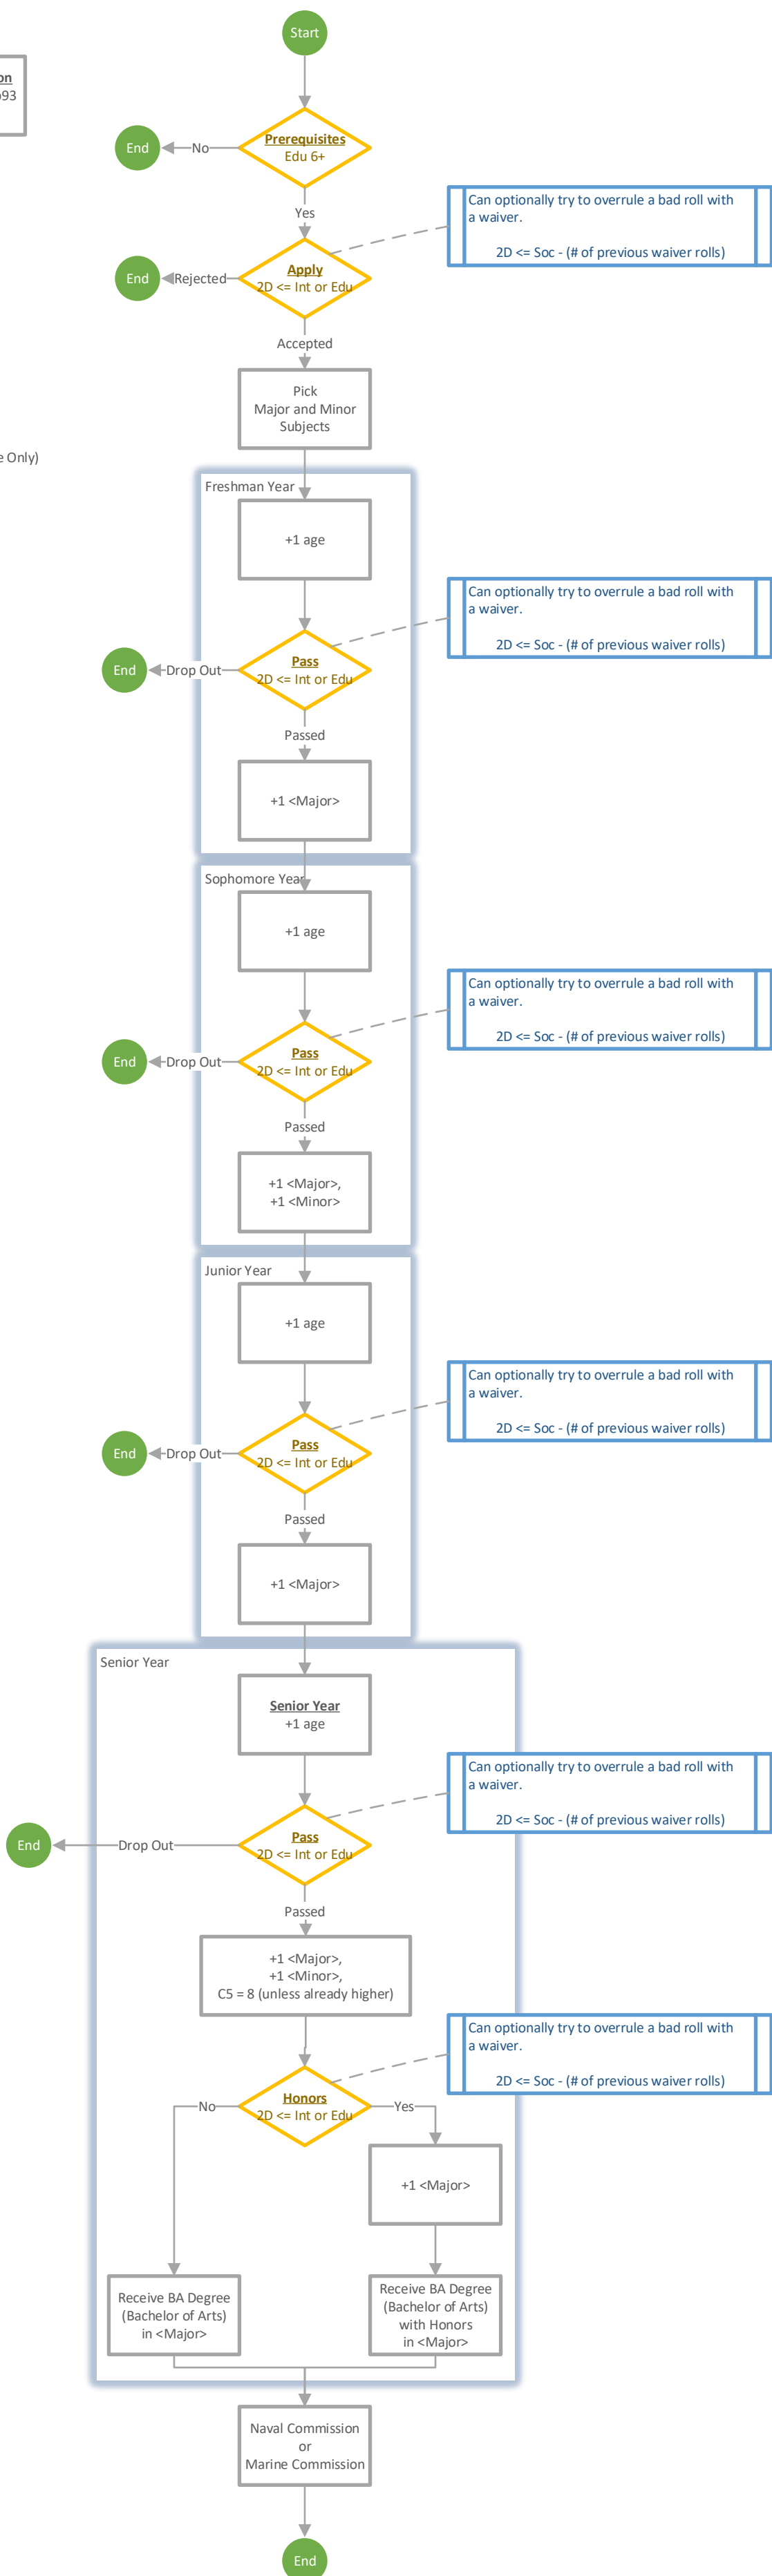 Start
on
93
Prerequisites
Edu 6+
No
End
Yes
Can optionally try to overrule a bad roll with
a waiver.
2D <= Soc - (# of previous waiver rolls)
Apply
2D <= Int or Edu
Rejected
End
Accepted
Pick
Major and Minor
Subjects
e Only)
Freshman Year
+1 age
Can optionally try to overrule a bad roll with
a waiver.
2D <= Soc - (# of previous waiver rolls)
Pass
2D <= Int or Edu
Drop Out
End
Passed
+1 <Major>
Sophomore Year
+1 age
Can optionally try to overrule a bad roll with
a waiver.
2D <= Soc - (# of previous waiver rolls)
Pass
2D <= Int or Edu
Drop Out
End
Passed
+1 <Major>,
+1 <Minor>
Junior Year
+1 age
Can optionally try to overrule a bad roll with
a waiver.
2D <= Soc - (# of previous waiver rolls)
Pass
2D <= Int or Edu
Drop Out
End
Passed
+1 <Major>
Senior Year
Senior Year
+1 age
Can optionally try to overrule a bad roll with
a waiver.
2D <= Soc - (# of previous waiver rolls)
Pass
2D <= Int or Edu
Drop Out
End
Passed
+1 <Major>,
+1 <Minor>,
C5 = 8 (unless already higher)
Can optionally try to overrule a bad roll with
a waiver.
2D <= Soc - (# of previous waiver rolls)
Honors
2D <= Int or Edu
No
Yes
+1 <Major>
Receive BA Degree
(Bachelor of Arts)
in <Major>
Receive BA Degree
(Bachelor of Arts)
with Honors
in <Major>
Naval Commission
or
Marine Commission
End